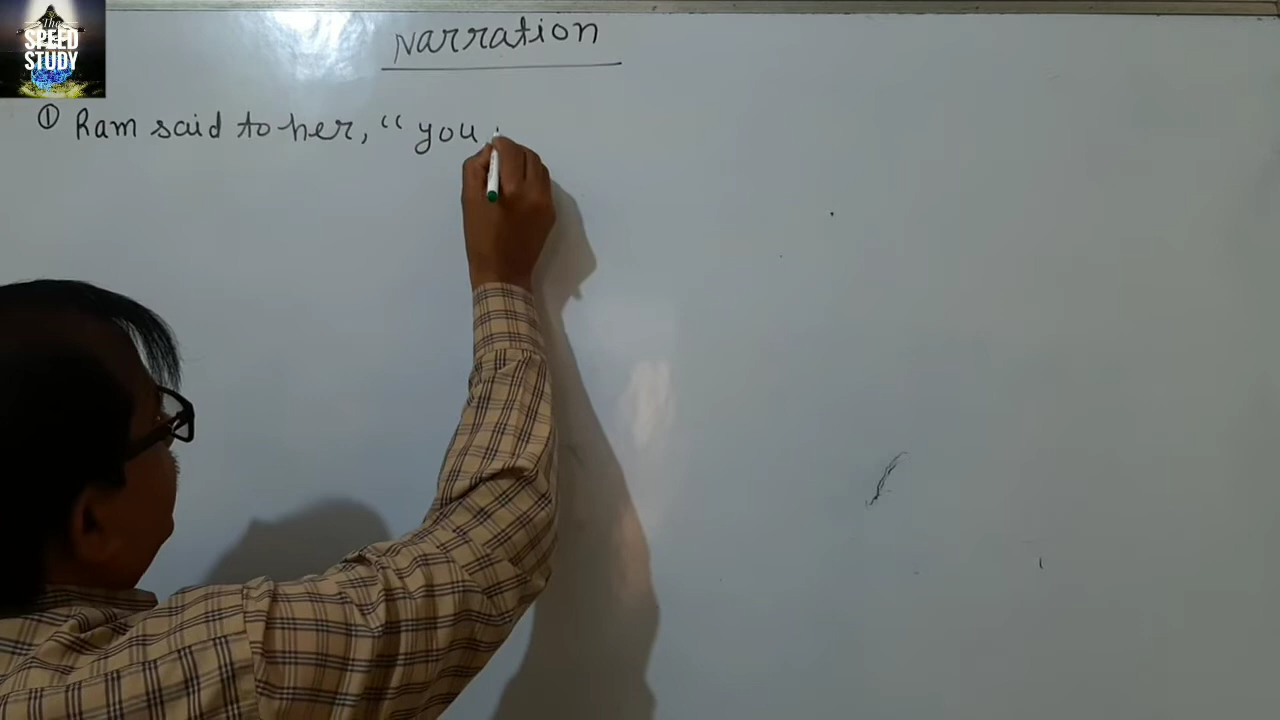 The
SPEED
STUDY
Narration
① Ram said to her, “you